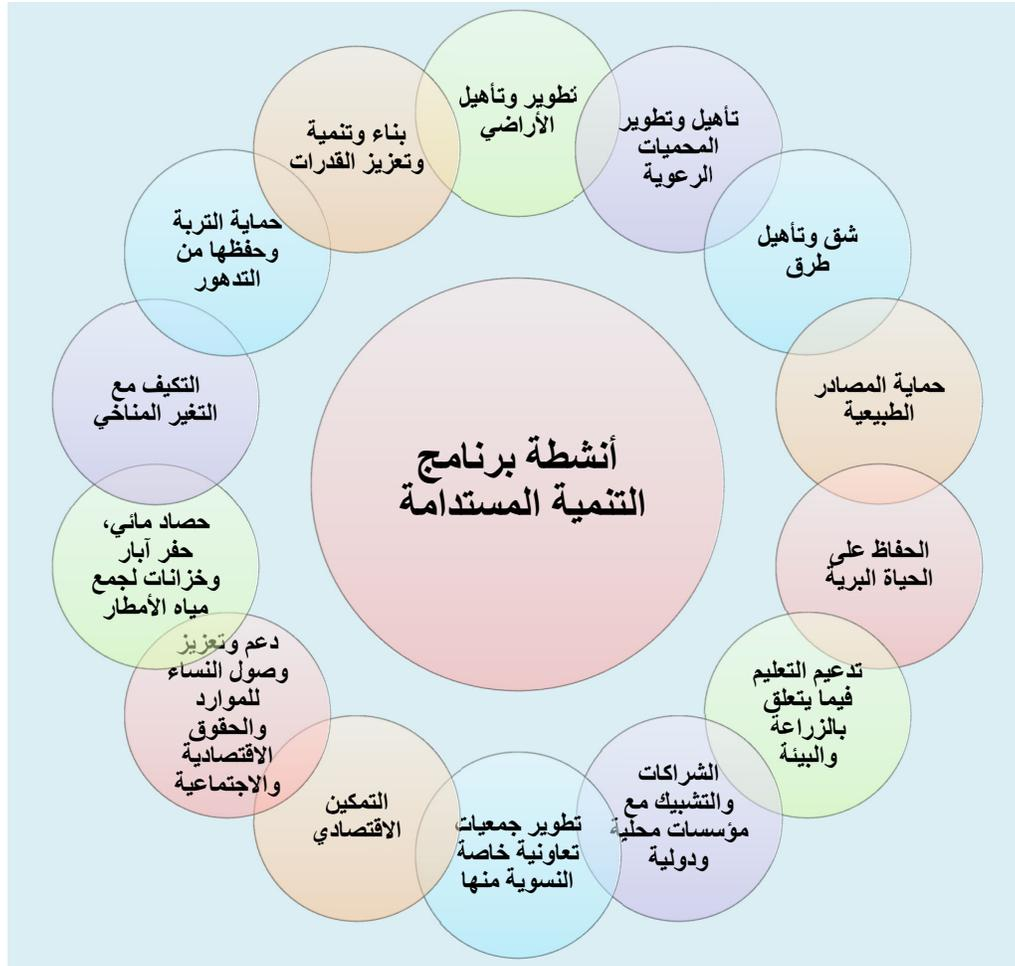 أنشطة برنامج
التنمية المستدامة
تطوير وتأهيل
الأراضي
تأهيل وتطوير
المحميات
الرعوية
شق وتأهيل
طرق
حماية المصادر
الطبيعية
الحفاظ على
الحياة البرية
تدعيم التعليم
فيما يتعلق
بالزراعة
والبيئة
الشراكات
والتشبيك مع
مؤسسات محلية
ودولية
تطوير جمعيات
تعاونية خاصة
النسوية منها
التمكين
الاقتصادي
دعم وتعزيز
وصول النساء
للموارد
والحقوق
الاقتصادية
والاجتماعية
حصاد مائي،
حفر آبار
وخزانات لجمع
مياه الأمطار
التكيف مع
التغير المناخي
حماية التربة
وحفظها من
التدهور
بناء وتنمية
وتعزيز القدرات